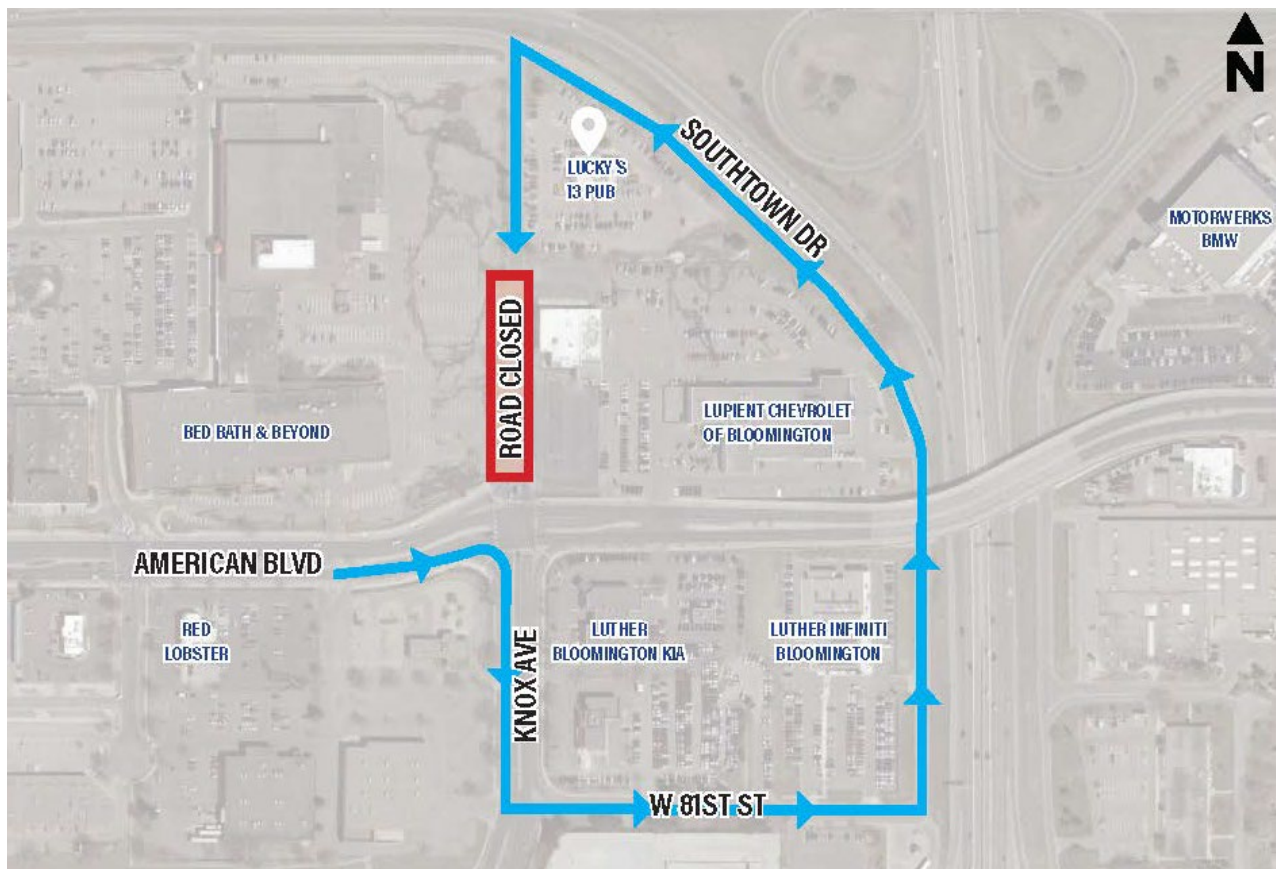 N
SOUTHTOWN DR
LUCKY'S
13 PUB
MOTORWERKS
BMW
ROAD CLOSED
LUPIENT CHEVROLET
OF BLOOMINGTON
BED BATH & BEYOND
AMERICAN BLVD
RED
LOBSTER
KNOX AVE
LUTHER
BLOOMINGTON KIA
LUTHER INFINITI
BLOOMINGTON
W 81ST ST